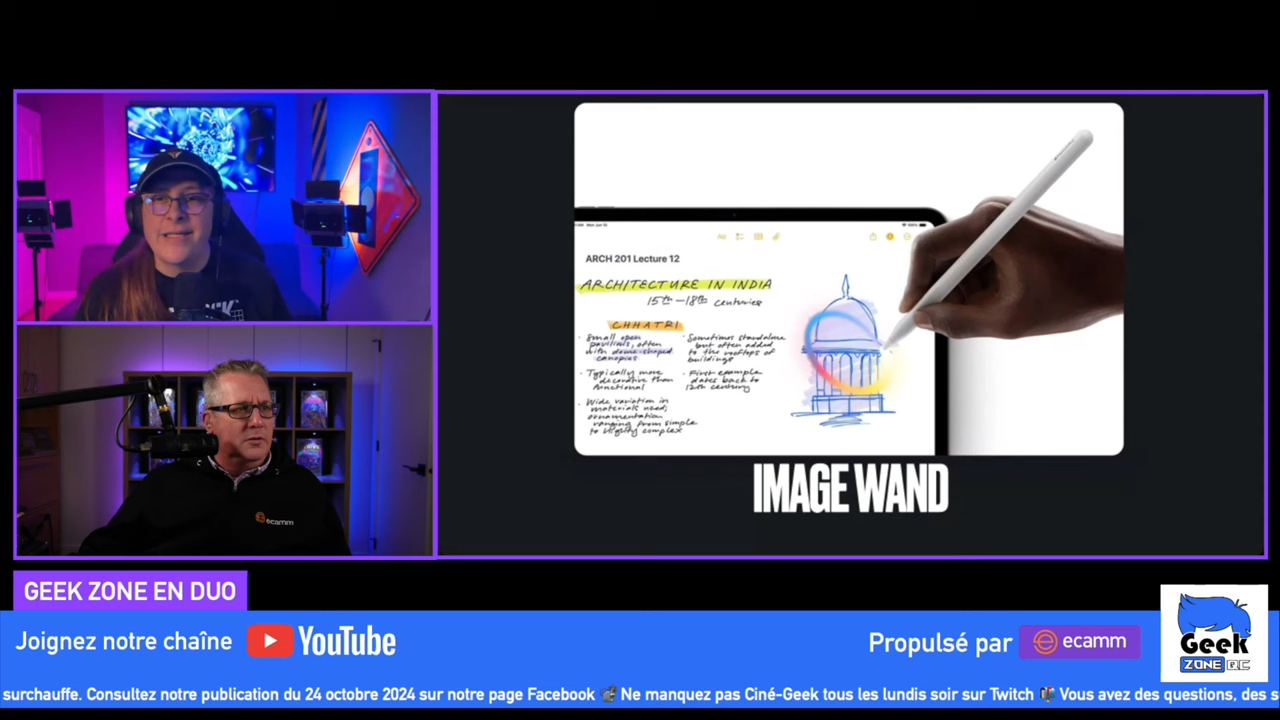 ARCH 201 Lecture 12
ARCHITECTURE IN INDIA
15th-18th centuries
CHHATRI
· Small open
pavilions, often
with dome-shaped
canopies
· Typically more
decorative than
functional
· Wide variation in
materials used,
ornamentation
ranging from simple
to highly complex
· Sometimes standalone
but often added
to the rooftops of
buildings
· First example
dates back to
12th century
IMAGE WAND
ecamm
GEEK ZONE EN DUO
Joignez notre chaîne
YouTube
Propulsé par
ecamm
Geek
ZONE QC
surchauffe. Consultez notre publication du 24 octobre 2024 sur notre page Facebook Ne manquez pas Ciné-Geek tous les lundis soir sur Twitch Vous avez des questions, des s